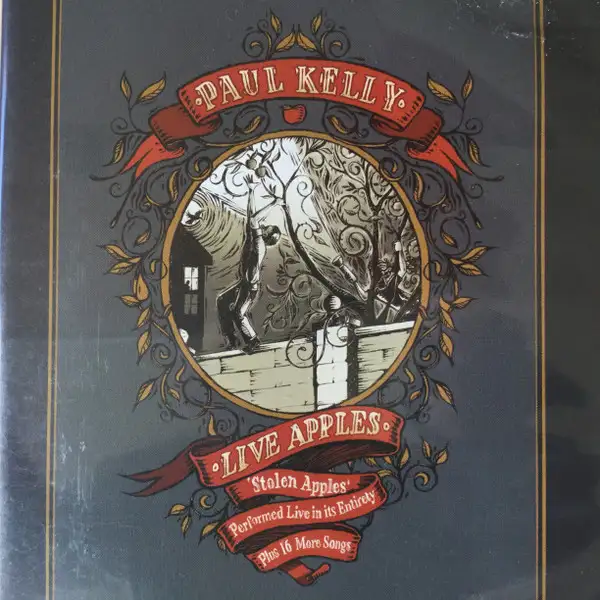 ·PAUL KELLY·
·LIVE APPLES·
'Stolen Apples'
Performed Live in its Entirety
Plus 16 More Songs